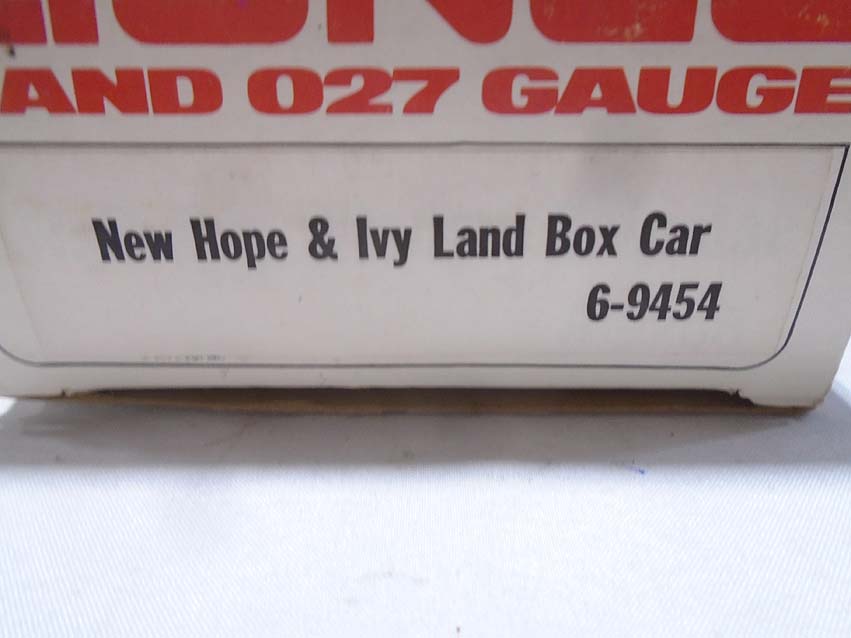 AND 027 GAUGE
New Hope & Ivy Land Box Car
6-9454